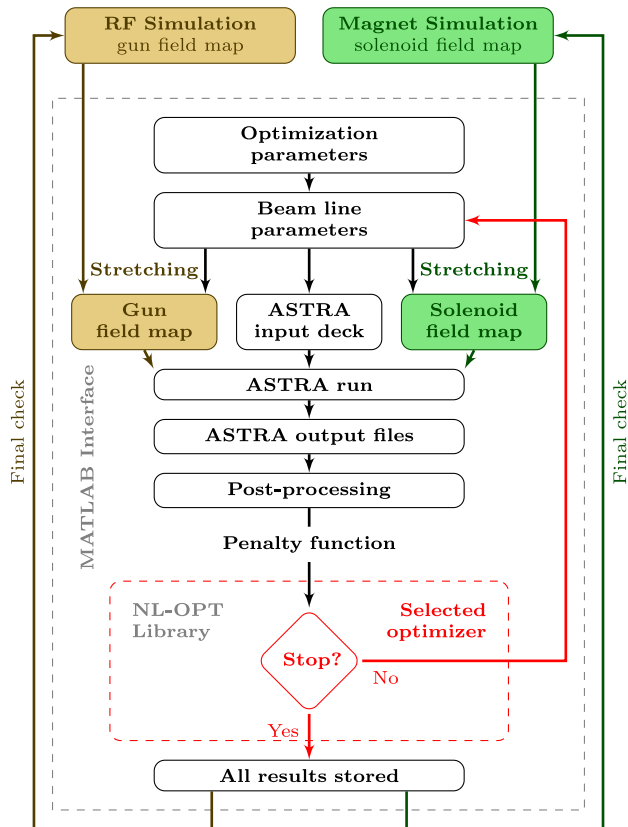 RF Simulation
gun field map
Magnet Simulation
solenoid field map
Optimization
parameters
Beam line
parameters
Stretching
Stretching
Gun
field map
ASTRA
input deck
Solenoid
field map
ASTRA run
ASTRA output files
Post-processing
Penalty function
MATLAB Interface
Final check
Final check
NL-OPT
Library
Selected
optimizer
Stop?
No
Yes
All results stored